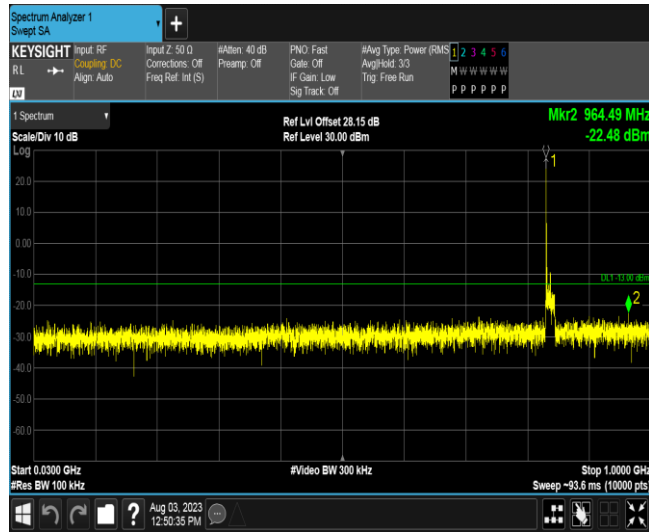 Spectrum Analyzer 1
Swept SA
+
KEYSIGHT
RL
LXI
Input: RF
Coupling: DC
Align: Auto
Input Z: 50 Ω
Corrections: Off
Freq Ref: Int (S)
#Atten: 40 dB
Preamp: Off
PNO: Fast
Gate: Off
IF Gain: Low
Sig Track: Off
#Avg Type: Power (RMS
Avg|Hold: 3/3
Trig: Free Run
1 2 3 4 5 6
M W W W W W
P P P P P P
1 Spectrum
Scale/Div 10 dB
Log
Ref Lvl Offset 28.15 dB
Ref Level 30.00 dBm
Mkr2 964.49 MHz
-22.48 dBm
1
20.0
10.0
0.00
-10.0
DL1 -13.00 dBm
2
-20.0
-30.0
-40.0
-50.0
-60.0
Start 0.0300 GHz
#Res BW 100 kHz
#Video BW 300 kHz
Stop 1.0000 GHz
Sweep ~93.6 ms (10000 pts)
?
Aug 03, 2023
12:50:35 PM